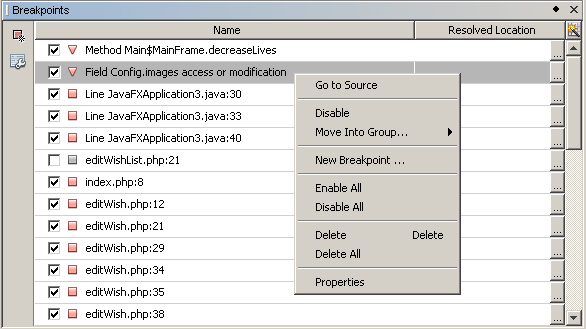 Breakpoints
Name Resolved Location
Method Main$MainFrame.decreaseLives ...
Field Config.images access or modification ...
Line JavaFXApplication3.java:30 ...
Line JavaFXApplication3.java:33 ...
Line JavaFXApplication3.java:40 ...
editWishList.php:21 ...
index.php:8 ...
editWish.php:12 ...
editWish.php:21 ...
editWish.php:29 ...
editWish.php:34 ...
editWish.php:35 ...
editWish.php:38 ...
Go to Source
Disable
Move Into Group...
New Breakpoint ...
Enable All
Disable All
Delete Delete
Delete All
Properties